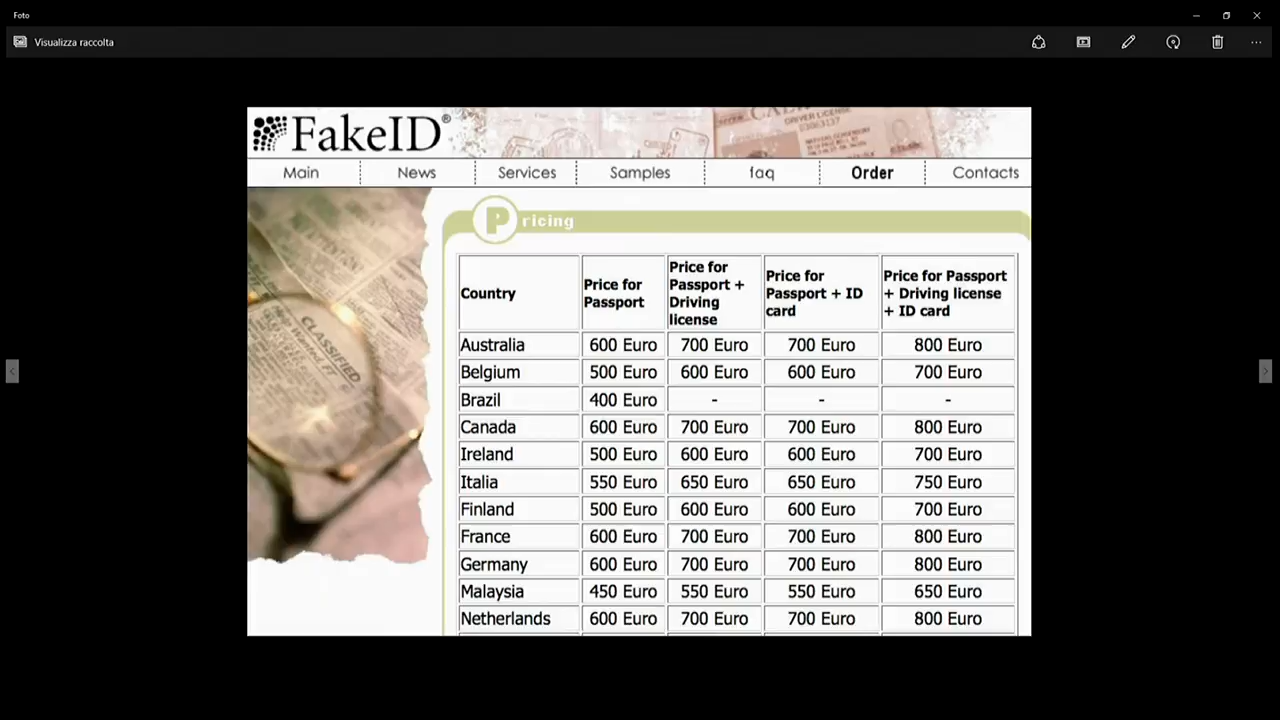 Foto
Visualizza raccolta
FakeID®
Main News Services Samples faq Order Contacts
Pricing
Country Price for Passport Price for Passport + Driving license Price for Passport + ID card Price for Passport + Driving license + ID card
Australia 600 Euro 700 Euro 700 Euro 800 Euro
Belgium 500 Euro 600 Euro 600 Euro 700 Euro
Brazil 400 Euro - - -
Canada 600 Euro 700 Euro 700 Euro 800 Euro
Ireland 500 Euro 600 Euro 600 Euro 700 Euro
Italia 550 Euro 650 Euro 650 Euro 750 Euro
Finland 500 Euro 600 Euro 600 Euro 700 Euro
France 600 Euro 700 Euro 700 Euro 800 Euro
Germany 600 Euro 700 Euro 700 Euro 800 Euro
Malaysia 450 Euro 550 Euro 550 Euro 650 Euro
Netherlands 600 Euro 700 Euro 700 Euro 800 Euro
DRIVER LICENSE
CLASSIFIED
Help Wanted FT